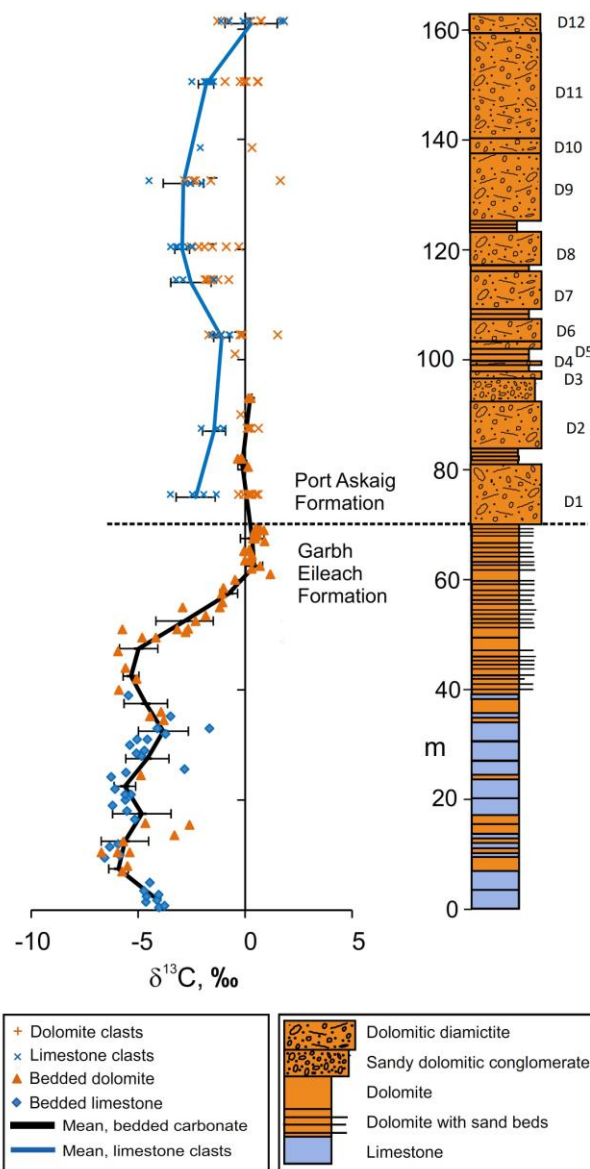 160
140
120
100
80
60
40
m
20
0
D12
D11
D10
D9
D8
D7
D6
D5
D4
D3
D2
D1
Port Askaig
Formation
Garbh
Eileach
Formation
-10 -5 0 5
δ¹³C, ‰
Dolomite clasts
Limestone clasts
Bedded dolomite
Bedded limestone
Mean, bedded carbonate
Mean, limestone clasts
Dolomitic diamictite
Sandy dolomitic conglomerate
Dolomite
Dolomite with sand beds
Limestone